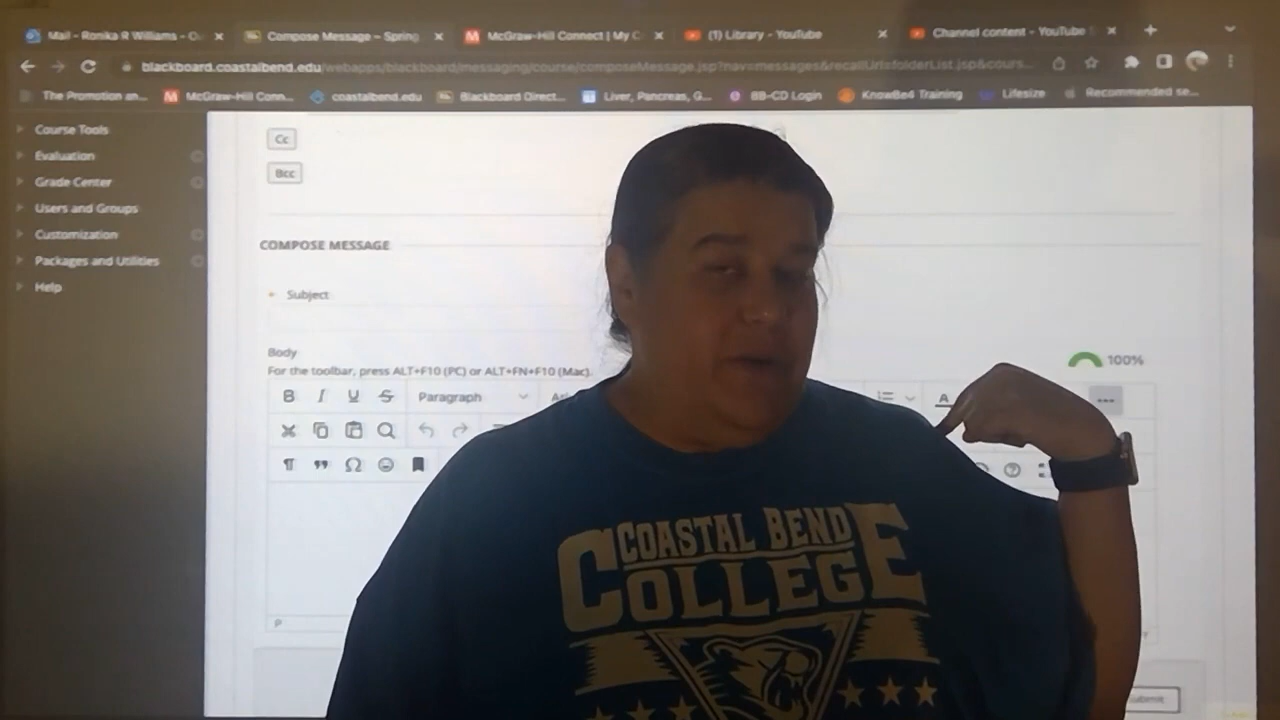 Mail - Ronika R Williams - O
Compose Message - Spring
McGraw-Hill Connect | My C
(1) Library - YouTube
Channel content - YouTube
blackboard.coastalbend.edu/webapps/blackboard/messaging/course/composeMessage.jsp?nav=messages&recallUrl=folderList.jsp&cours...
The Promotion an...
McGraw-Hill Conn...
coastalbend.edu
Blackboard Direct...
Liver, Pancreas, G...
BB-CD Login
KnowBe4 Training
Lifesize
Recommended se...
Course Tools
Evaluation
Grade Center
Users and Groups
Customization
Packages and Utilities
Help
Cc
Bcc
COMPOSE MESSAGE
Subject
Body
For the toolbar, press ALT+F10 (PC) or ALT+FN+F10 (Mac).
100%
B I U S Paragraph
A
P
Submit
COASTAL BEND
COLLEGE